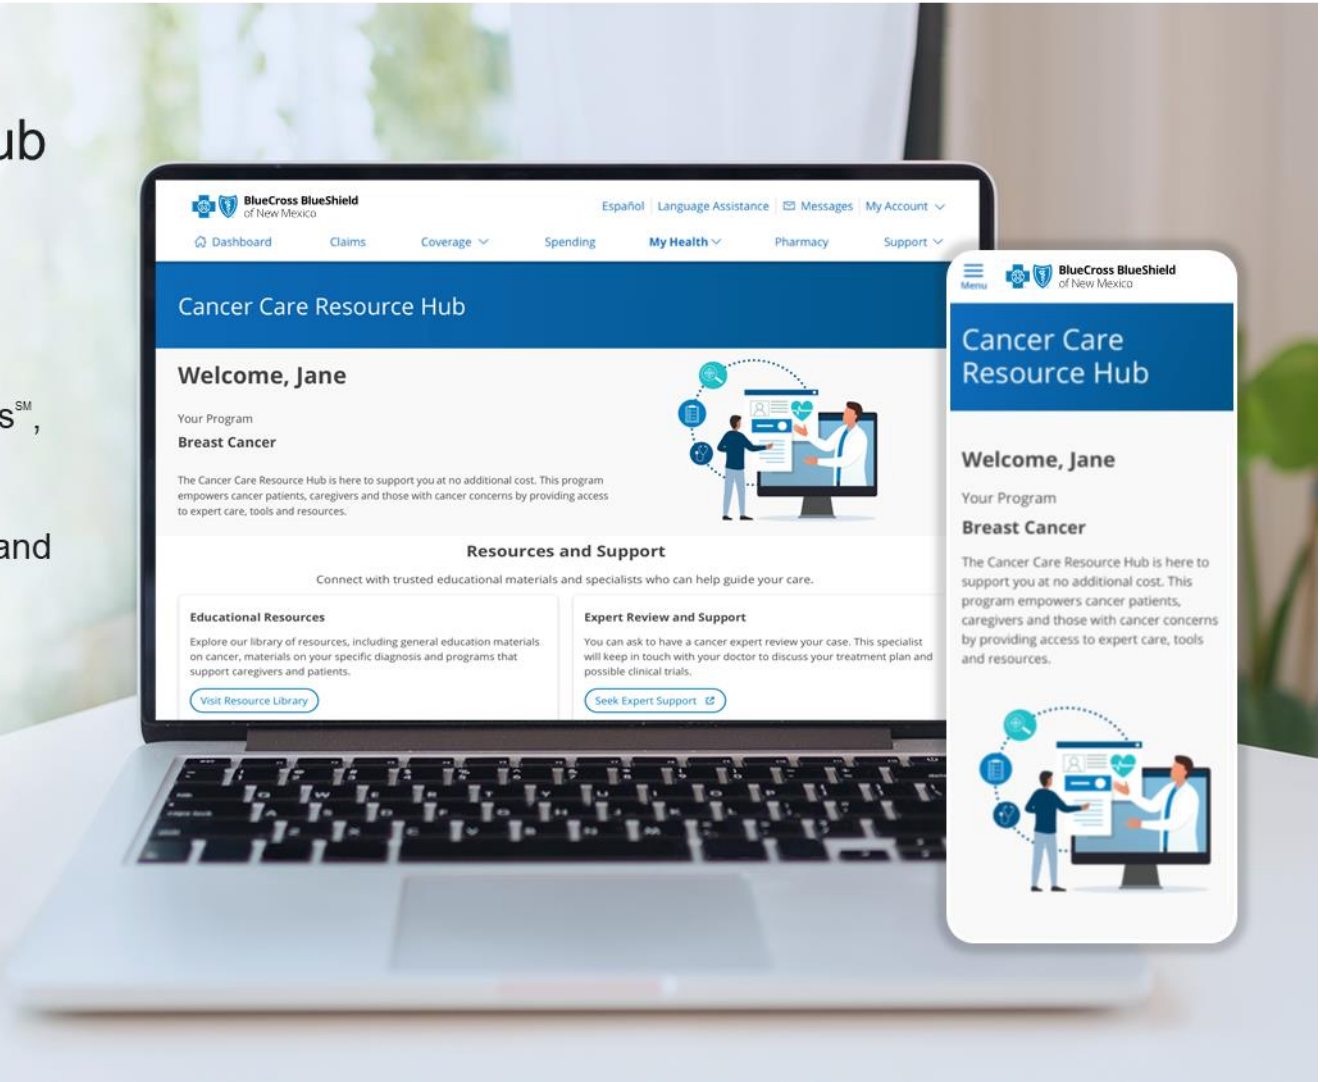 ub
s℠,
and
BlueCross BlueShield
of New Mexico
Español Language Assistance Messages My Account
Dashboard Claims Coverage Spending My Health Pharmacy Support
Cancer Care Resource Hub
Welcome, Jane
Your Program
Breast Cancer
The Cancer Care Resource Hub is here to support you at no additional cost. This program
empowers cancer patients, caregivers and those with cancer concerns by providing access
to expert care, tools and resources.
Resources and Support
Connect with trusted educational materials and specialists who can help guide your care.
Educational Resources
Explore our library of resources, including general education materials
on cancer, materials on your specific diagnosis and programs that
support caregivers and patients.
Visit Resource Library
Expert Review and Support
You can ask to have a cancer expert review your case. This specialist
will keep in touch with your doctor to discuss your treatment plan and
possible clinical trials.
Seek Expert Support
Menu
BlueCross BlueShield
of New Mexico
Cancer Care
Resource Hub
Welcome, Jane
Your Program
Breast Cancer
The Cancer Care Resource Hub is here to
support you at no additional cost. This
program empowers cancer patients,
caregivers and those with cancer concerns
by providing access to expert care, tools
and resources.